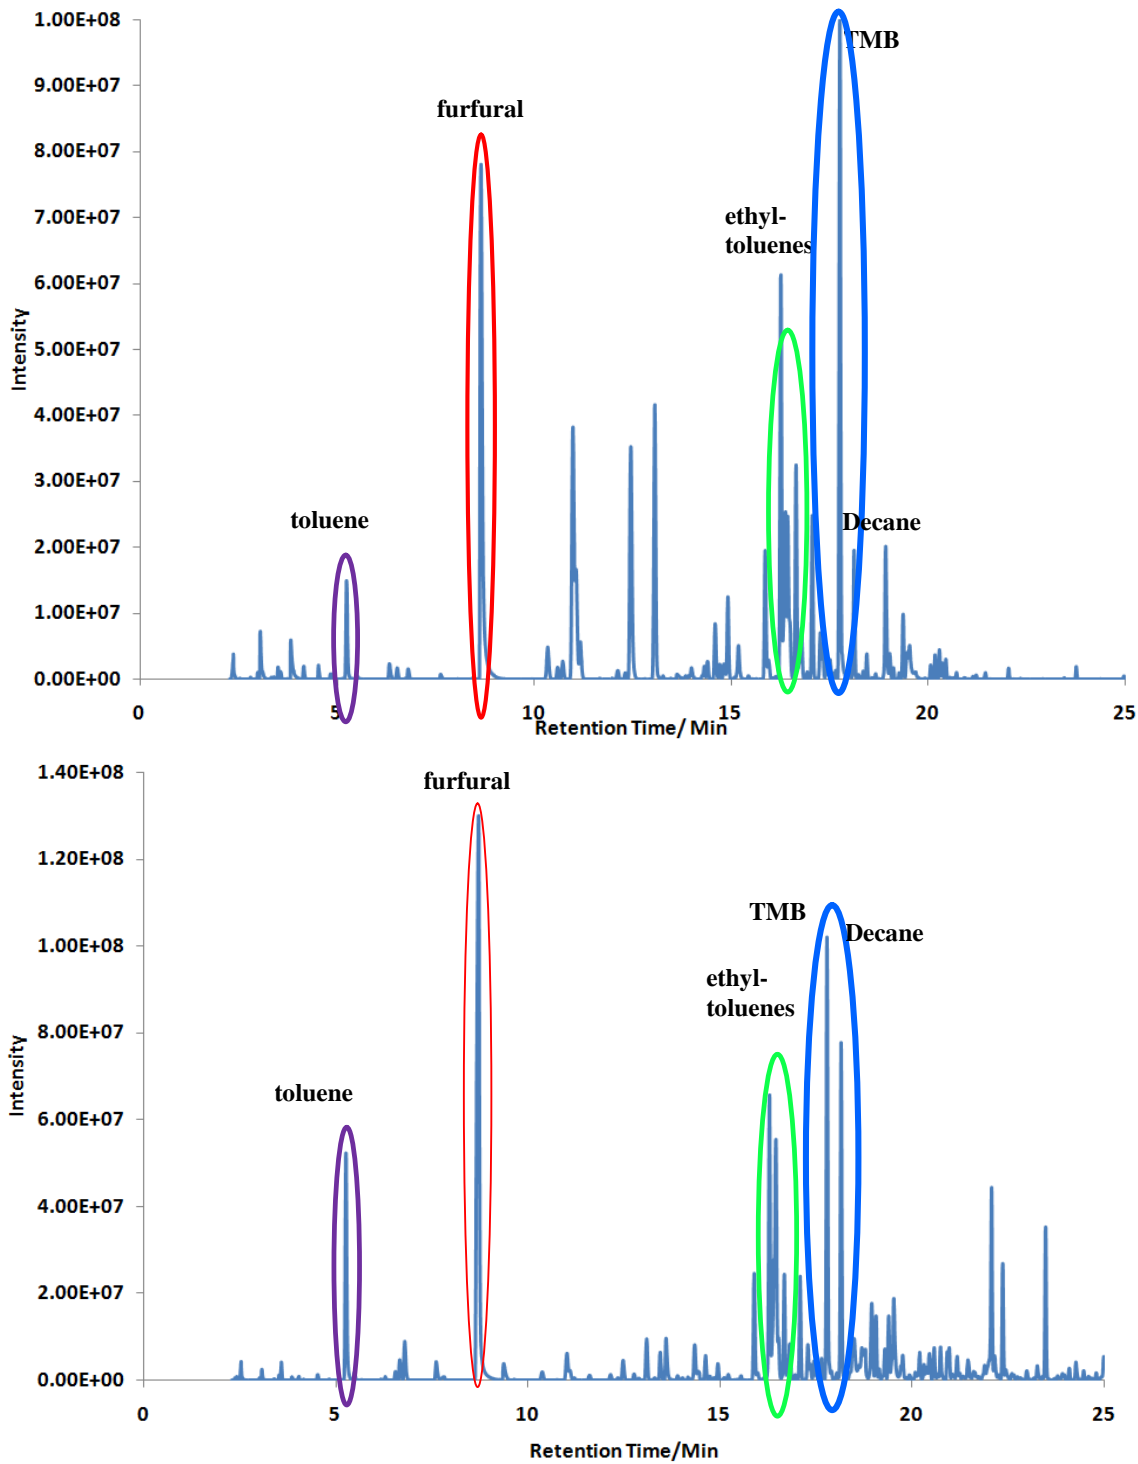 1.00E+08
TMB
9.00E+07
furfural
8.00E+07
7.00E+07
ethyl-
toluenes
6.00E+07
5.00E+07
Intensity
4.00E+07
3.00E+07
toluene
Decane
2.00E+07
1.00E+07
0.00E+00
0 5 10 15 20 25
Retention Time/ Min
1.40E+08
furfural
1.20E+08
TMB
Decane
1.00E+08
ethyl-
toluenes
8.00E+07
Intensity
toluene
6.00E+07
4.00E+07
2.00E+07
0.00E+00
0 5 10 15 20 25
Retention Time/Min